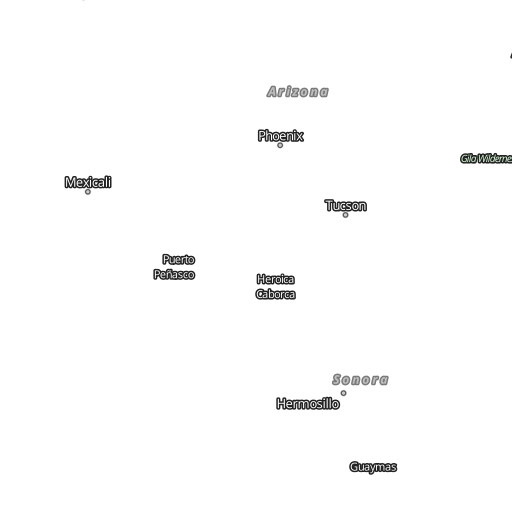 Arizona
Phoenix
Mexicali
Tucson
Puerto
Peñasco
Heroica
Caborca
Sonora
Hermosillo
Guaymas